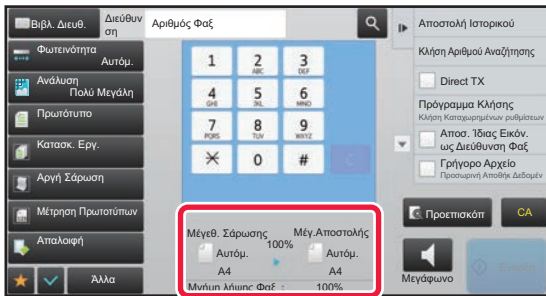 Βιβλ. Διευθ.
Διεύθυν
ση
Αριθμός Φαξ
Αποστολή Ιστορικού
Φωτεινότητα
Αυτόμ.
Ανάλυση
Πολύ Μεγάλη
Πρωτότυπο
Κατασκ. Εργ.
Αργή Σάρωση
Μέτρηση Πρωτοτύπων
Απαλοιφή
Άλλα
1
2
ABC
3
DEF
4
GHI
5
JKL
6
MNO
7
PQRS
8
TUV
9
WXYZ
0
#
C
Μέγεθ. Σάρωσης
Μέγ.Αποστολής
100%
Αυτόμ.
Αυτόμ.
A4
A4
Μνήμη λήψης Φαξ :
100%
Κλήση Αριθμού Αναζήτησης
Direct TX
Πρόγραμμα Κλήσης
Κλήση Καταχωρημένων ρυθμίσεων
Αποσ. Ίδιας Εικόν.
ως Διεύθυνση Φαξ
Γρήγορο Αρχείο
Προσωρινή Αποθήκ Δεδομέν
Προεπισκόπ
CA
Μεγάφωνο